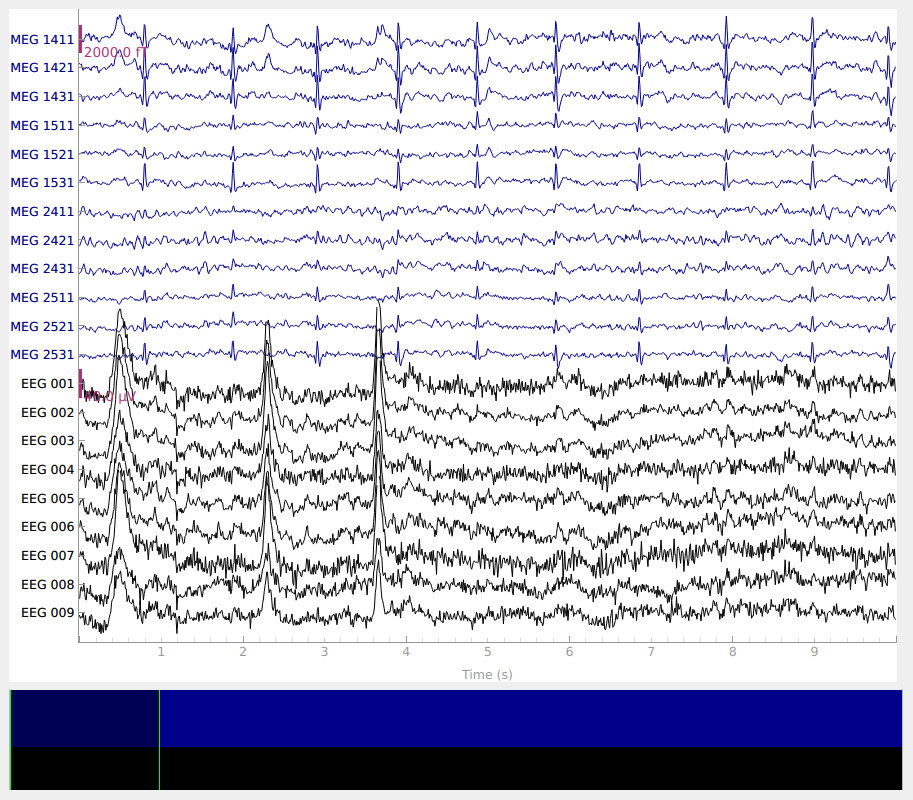 MEG 1411
2000.0 fT
MEG 1421
MEG 1431
MEG 1511
MEG 1521
MEG 1531
MEG 2411
MEG 2421
MEG 2431
MEG 2511
MEG 2521
MEG 2531
EEG 001
µV
EEG 002
EEG 003
EEG 004
EEG 005
EEG 006
EEG 007
EEG 008
EEG 009
1 2 3 4 5 6 7 8 9
Time (s)